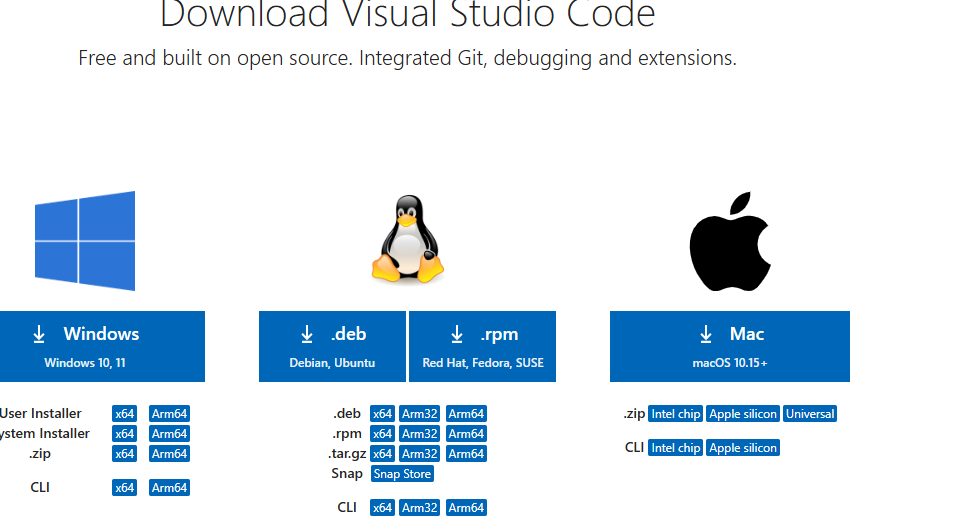 Download Visual Studio Code
Free and built on open source. Integrated Git, debugging and extensions.
Windows
Windows 10, 11
User Installer x64 Arm64
ystem Installer x64 Arm64
.zip x64 Arm64
CLI x64 Arm64
.deb
Debian, Ubuntu
.rpm
Red Hat, Fedora, SUSE
.deb x64 Arm32 Arm64
.rpm x64 Arm32 Arm64
.tar.gz x64 Arm32 Arm64
Snap Snap Store
CLI x64 Arm32 Arm64
Mac
macOS 10.15+
.zip Intel chip Apple silicon Universal
CLI Intel chip Apple silicon